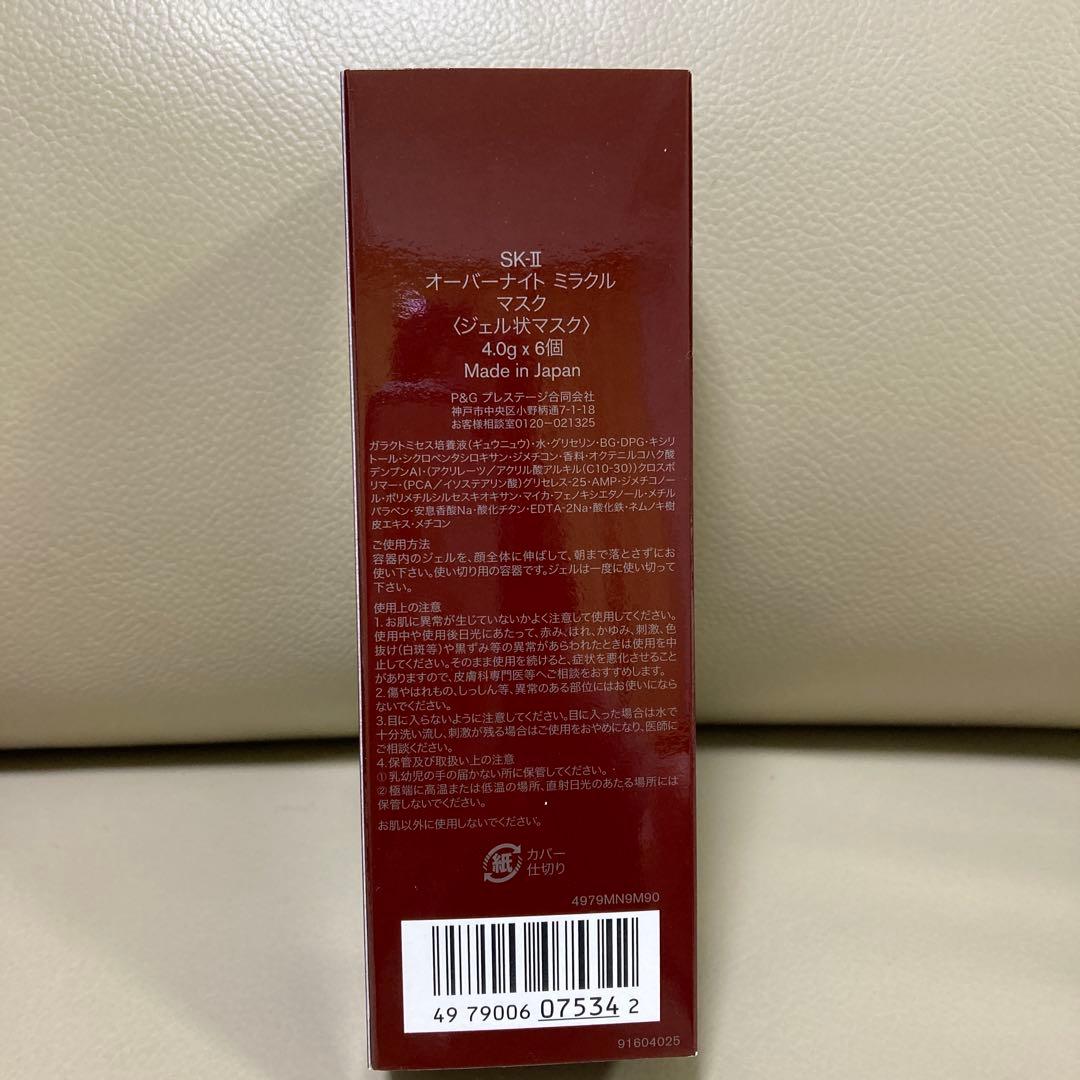 SK-II
オーバーナイト ミラクル
マスク
〈ジェル状マスク〉
4.0g x 6個
Made in Japan
P&G プレステージ合同会社
神戸市中央区小野柄通7-1-18
お客様相談室0120-021325
ガラクトミセス培養液(ギュウニュウ)・水・グリセリン・BG・DPG・キシリ
トール・シクロペンタシロキサン・ジメチコン・香料・オクテニルコハク酸
デンプンAl・(アクリレーツ/アクリル酸アルキル(C10-30))クロスポ
リマー・(PCA/イソステアリン酸)グリセレス-25・AMP・ジメチコノー
ル・ポリメチルシルセスキオキサン・マイカ・フェノキシエタノール・メチル
パラベン・安息香酸Na・酸化チタン・EDTA-2Na・酸化鉄・ネムノキ樹
皮エキス・メチコン
ご使用方法
容器内のジェルを、顔全体に伸ばして、朝まで落とさずにお
使い下さい。使い切り用の容器です。ジェルは一度に使い切って
下さい。
使用上の注意
1.お肌に異常が生じていないかよく注意して使用してください。
使用中や使用後日光にあたって、赤み、はれ、かゆみ、刺激、色
抜け(白斑等)や黒ずみ等の異常があらわれたときは使用を中
止してください。そのまま使用を続けると、症状を悪化させること
がありますので、皮膚科専門医等へご相談をおすすめします。
2.傷やはれもの、しっしん等、異常のある部位にはお使いになら
ないでください。
3.目に入らないように注意してください。目に入った場合は水で
十分洗い流し、刺激が残る場合はご使用をおやめになり、医師に
ご相談ください。
4.保管及び取扱い上の注意
①乳幼児の手の届かない所に保管してください。
②極端に高温または低温の場所、直射日光のあたる場所には
保管しないでください。
お肌以外に使用しないでください。
紙 カバー
仕切り
4979MN9M90
49 79006 07534 2
91604025